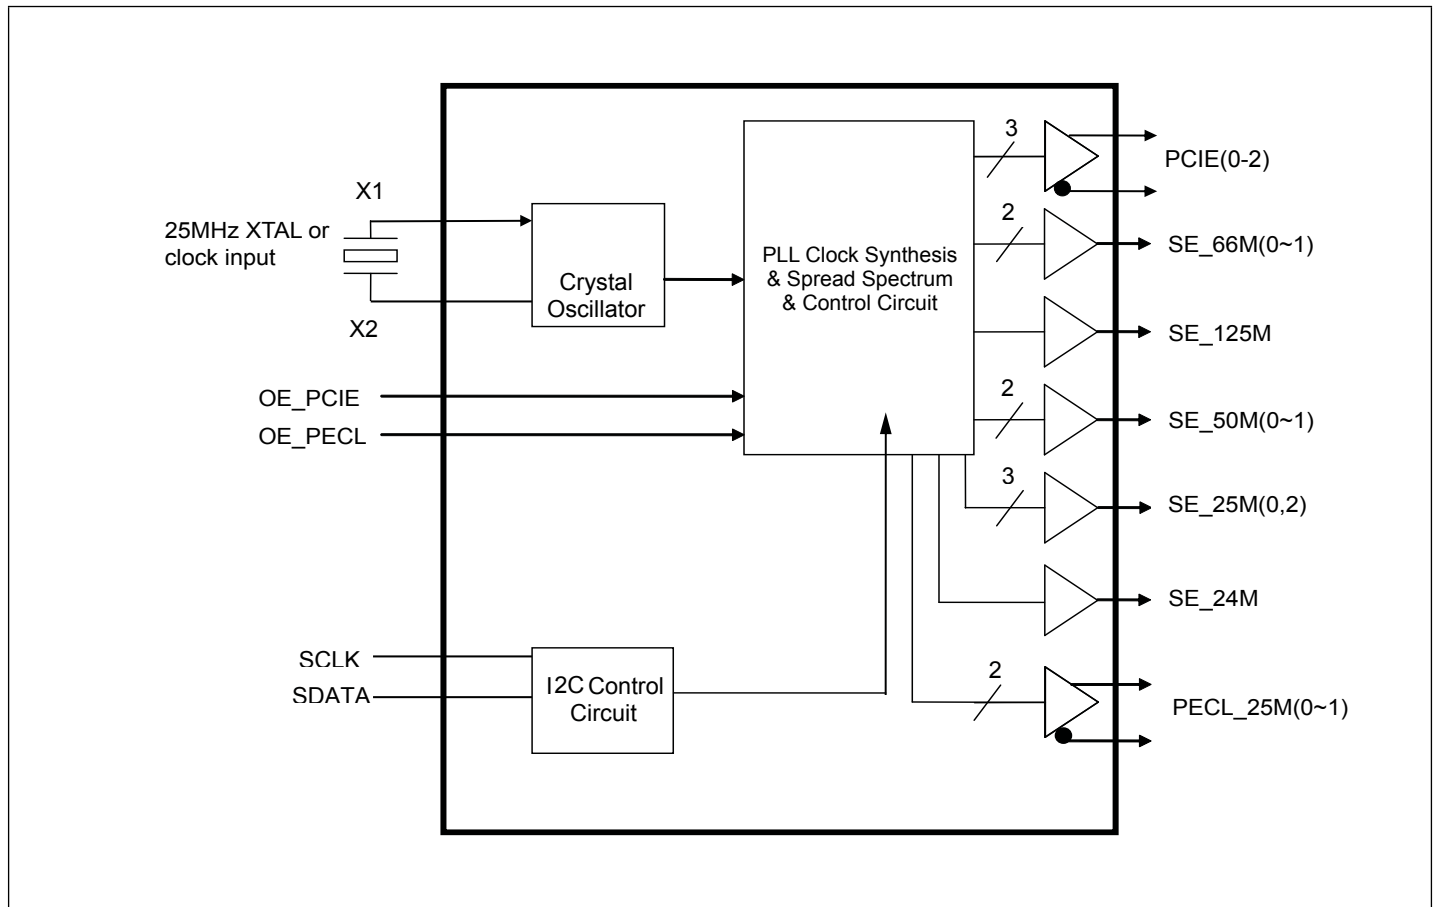 X1
25MHz XTAL or
clock input
X2
Crystal
Oscillator
OE_PCIE
OE_PECL
SCLK
SDATA
I2C Control
Circuit
PLL Clock Synthesis
& Spread Spectrum
& Control Circuit
3
PCIE(0-2)
2
SE_66M(0~1)
SE_125M
2
SE_50M(0~1)
3
SE_25M(0,2)
SE_24M
2
PECL_25M(0~1)